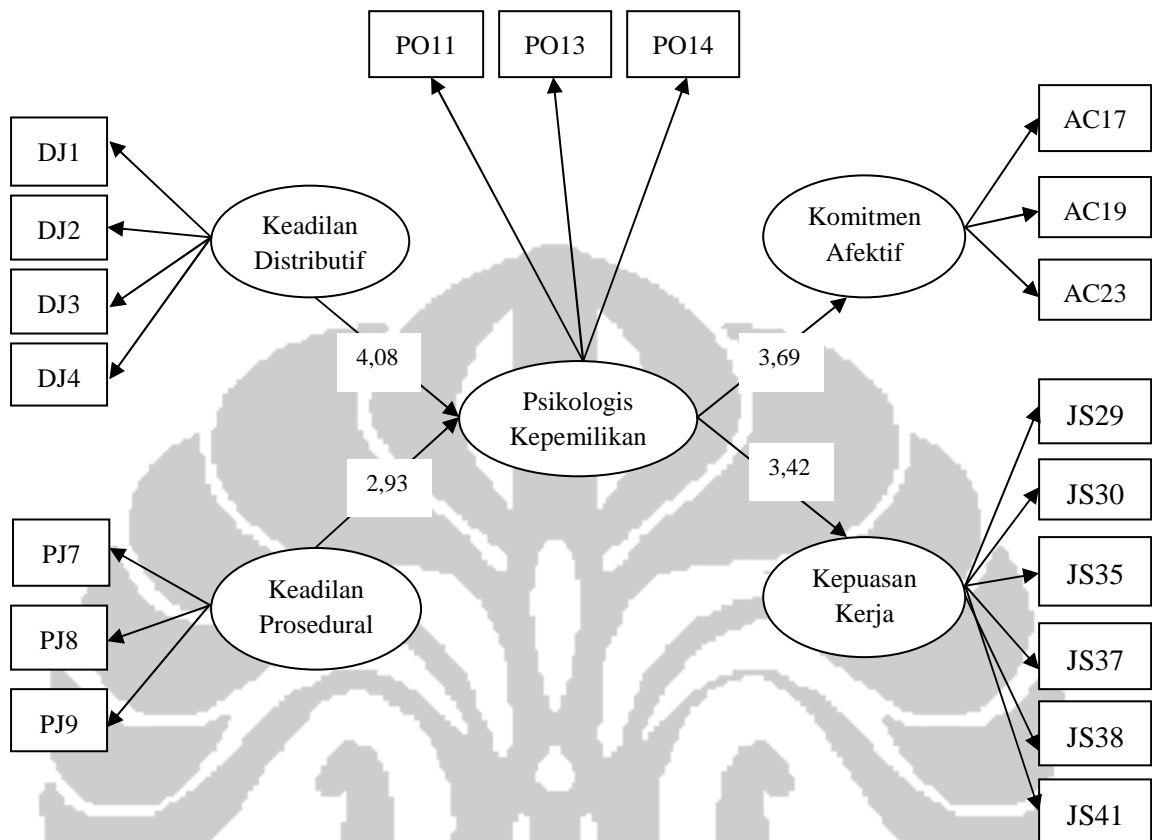 PO11
PO13
PO14
DJ1
DJ2
DJ3
DJ4
Keadilan
Distributif
Komitmen
Afektif
AC17
AC19
AC23
4,08
3,69
Psikologis
Kepemilikan
2,93
3,42
PJ7
PJ8
PJ9
Keadilan
Prosedural
Kepuasan
Kerja
JS29
JS30
JS35
JS37
JS38
JS41